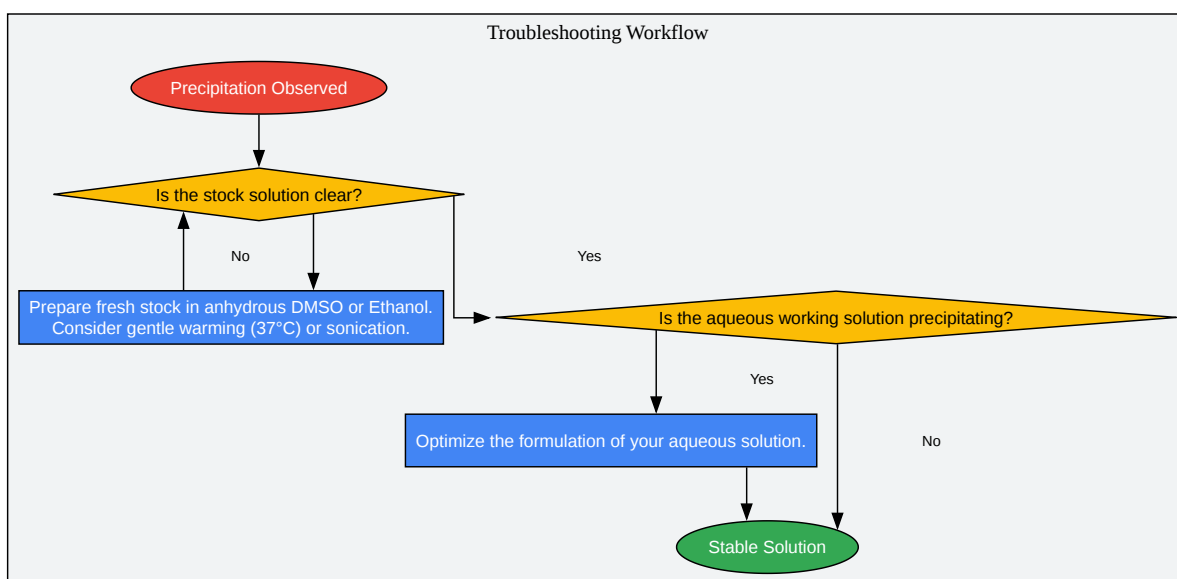 Troubleshooting Workflow
Precipitation Observed
Is the stock solution clear?
No
Yes
Prepare fresh stock in anhydrous DMSO or Ethanol.
Consider gentle warming (37°C) or sonication.
Is the aqueous working solution precipitating?
Yes
Optimize the formulation of your aqueous solution.
No
Stable Solution